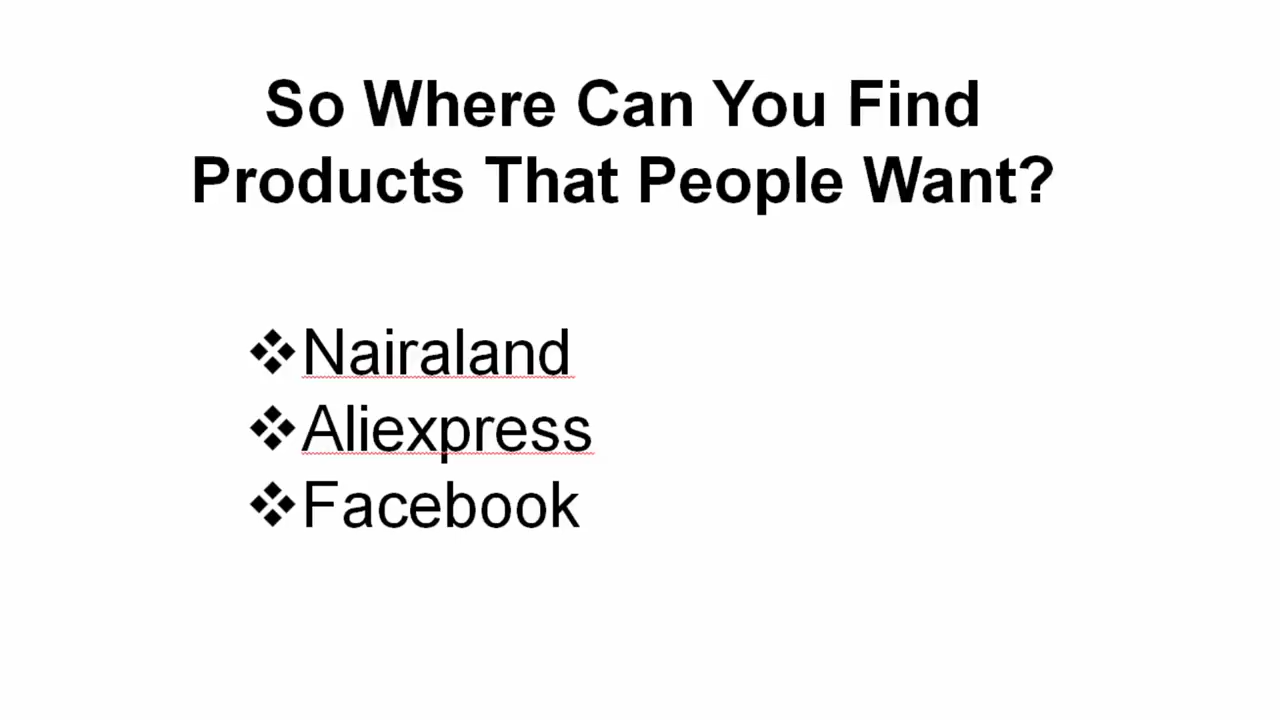 So Where Can You Find
Products That People Want?
❖Nairaland
❖Aliexpress
❖Facebook